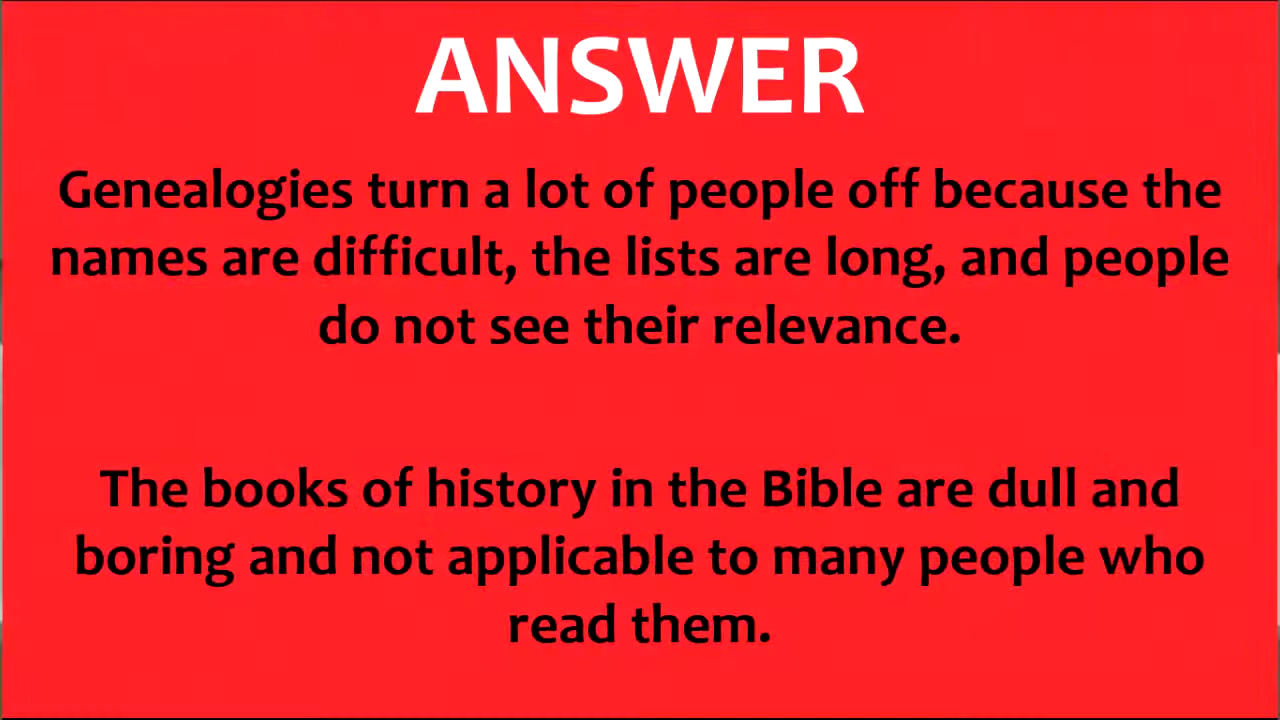 ANSWER
Genealogies turn a lot of people off because the
names are difficult, the lists are long, and people
do not see their relevance.
The books of history in the Bible are dull and
boring and not applicable to many people who
read them.